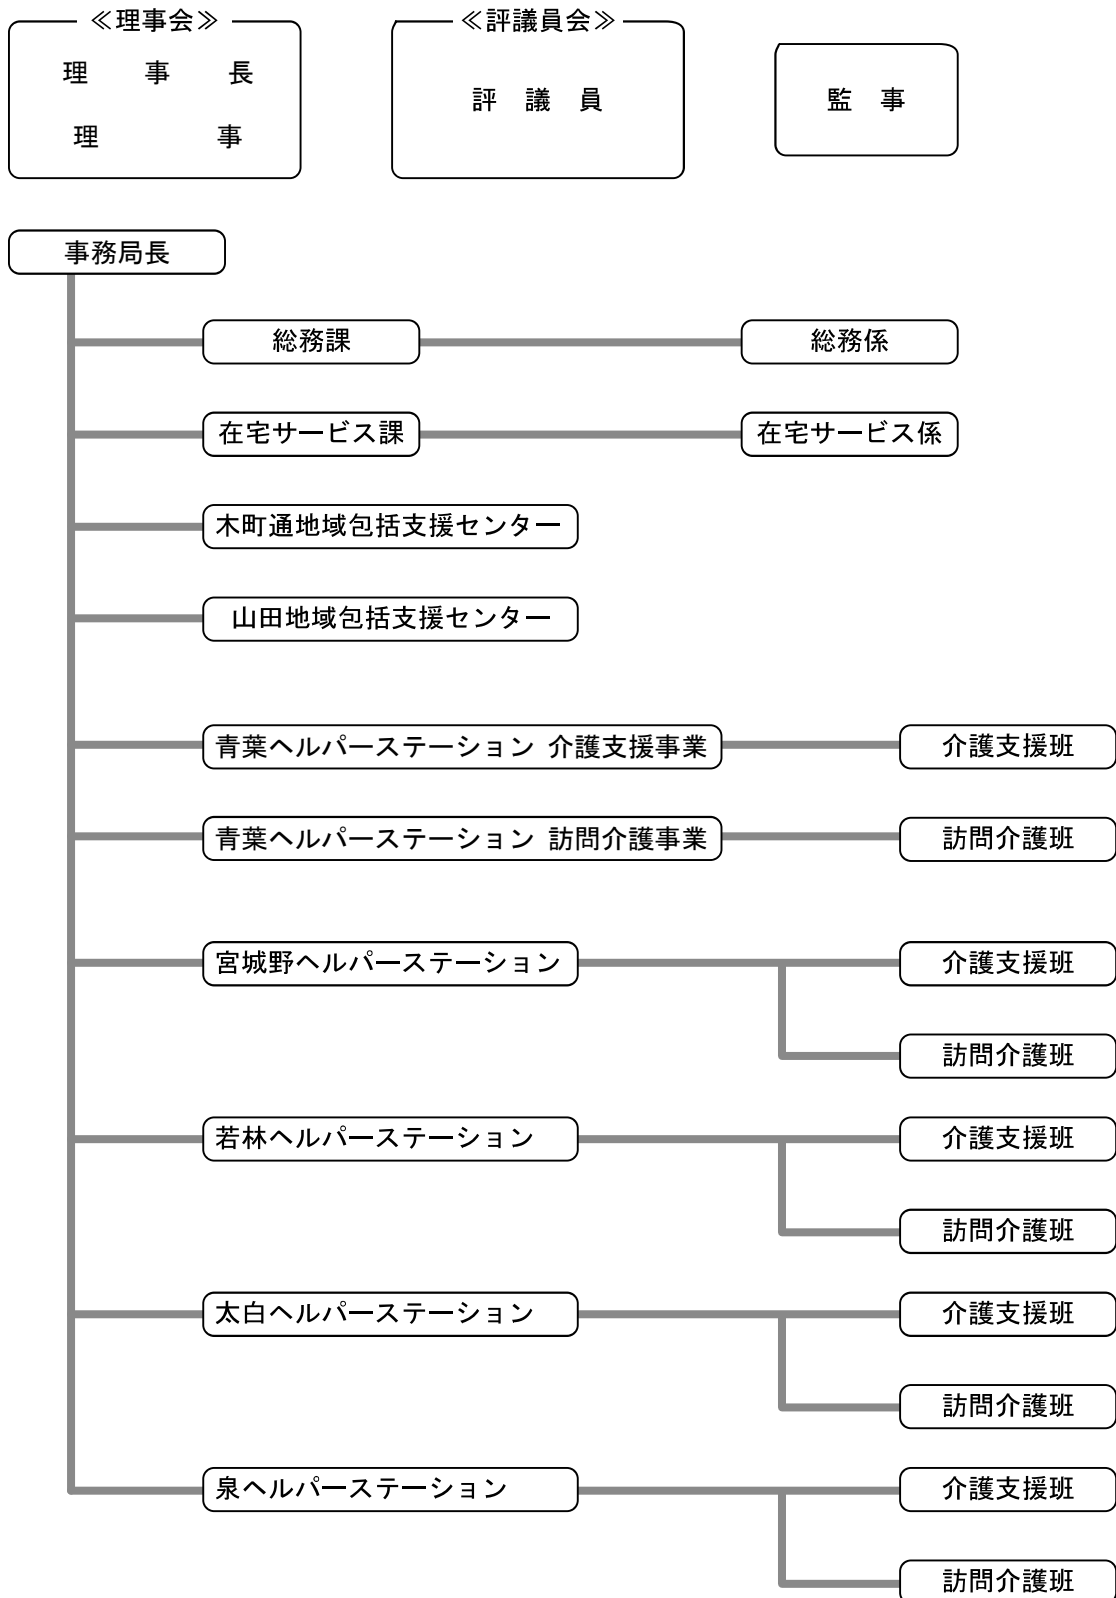 ≪理事会≫
理 事 長
理 事
≪評議員会≫
評 議 員
監 事
事務局長
総務課
総務係
在宅サービス課
在宅サービス係
木町通地域包括支援センター
山田地域包括支援センター
青葉ヘルパーステーション 介護支援事業
介護支援班
青葉ヘルパーステーション 訪問介護事業
訪問介護班
宮城野ヘルパーステーション
介護支援班
訪問介護班
若林ヘルパーステーション
介護支援班
訪問介護班
太白ヘルパーステーション
介護支援班
訪問介護班
泉ヘルパーステーション
介護支援班
訪問介護班